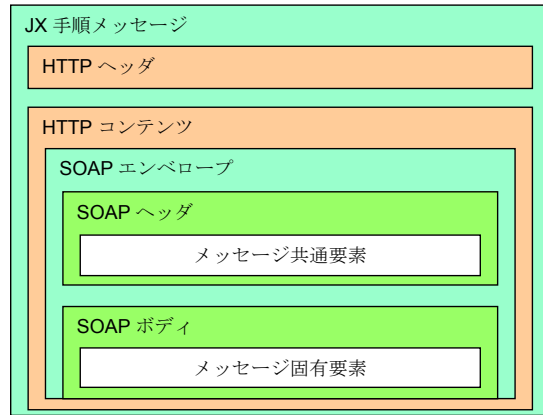 JX 手順メッセージ
HTTP ヘッダ
HTTP コンテンツ
SOAP エンベロープ
SOAP ヘッダ
メッセージ共通要素
SOAP ボディ
メッセージ固有要素